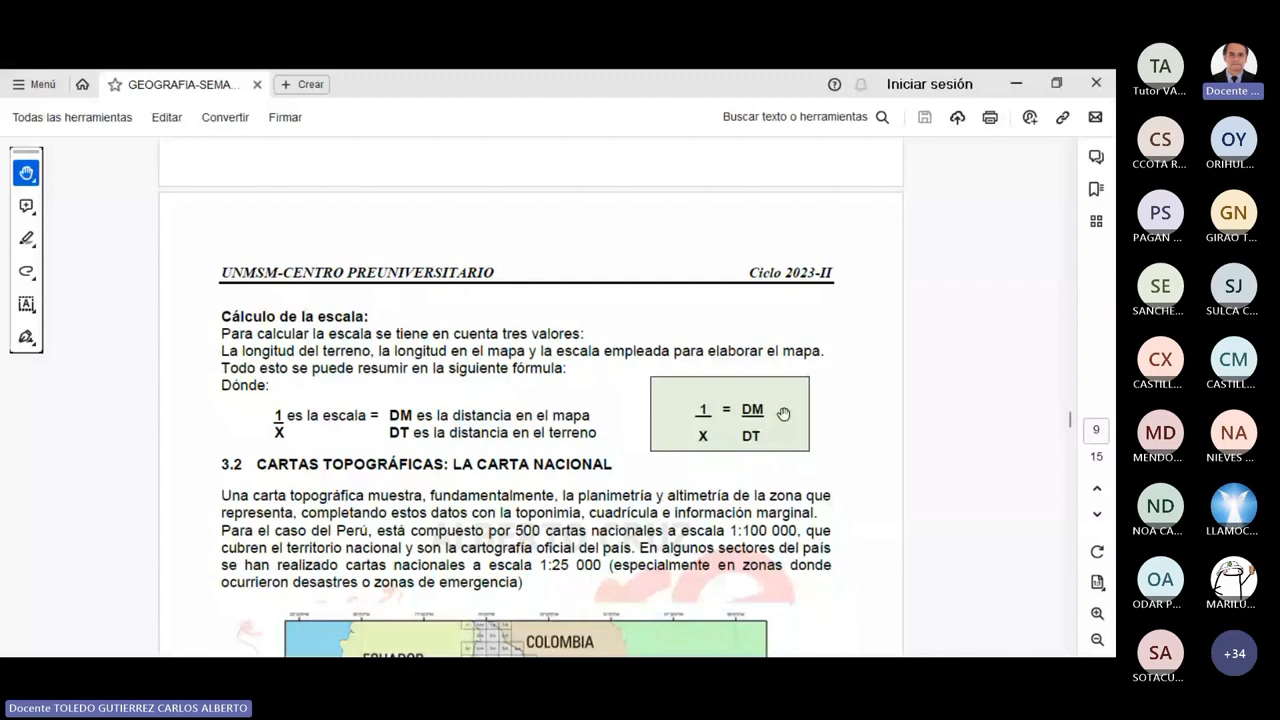 Menú
GEOGRAFIA-SEMA...
Crear
Iniciar sesión
Todas las herramientas
Editar
Convertir
Firmar
Buscar texto o herramientas
UNMSM-CENTRO PREUNIVERSITARIO
Ciclo 2023-II
Cálculo de la escala:
Para calcular la escala se tiene en cuenta tres valores:
La longitud del terreno, la longitud en el mapa y la escala empleada para elaborar el mapa.
Todo esto se puede resumir en la siguiente fórmula:
Dónde:
1 es la escala = DM es la distancia en el mapa
X DT es la distancia en el terreno
1 = DM
X DT
3.2 CARTAS TOPOGRÁFICAS: LA CARTA NACIONAL
Una carta topográfica muestra, fundamentalmente, la planimetría y altimetría de la zona que
representa, completando estos datos con la toponimia, cuadrícula e información marginal.
Para el caso del Perú, está compuesto por 500 cartas nacionales a escala 1:100 000, que
cubren el territorio nacional y son la cartografía oficial del país. En algunos sectores del país
se han realizado cartas nacionales a escala 1:25 000 (especialmente en zonas donde
ocurrieron desastres o zonas de emergencia)
ECUADOR
COLOMBIA
9
15
TA
Tutor VA...
Docente ...
CS
CCOTA R...
OY
ORIHUL...
PS
PAGAN ...
GN
GIRAO T...
SE
SANCHE...
SJ
SULCA C...
CX
CASTILL...
CM
CASTILL...
MD
MENDO...
NA
NIEVES ...
ND
NOA CA...
LLAMOC...
OA
ODAR P...
MARILU...
SA
SOTACU...
+34
Docente TOLEDO GUTIERREZ CARLOS ALBERTO